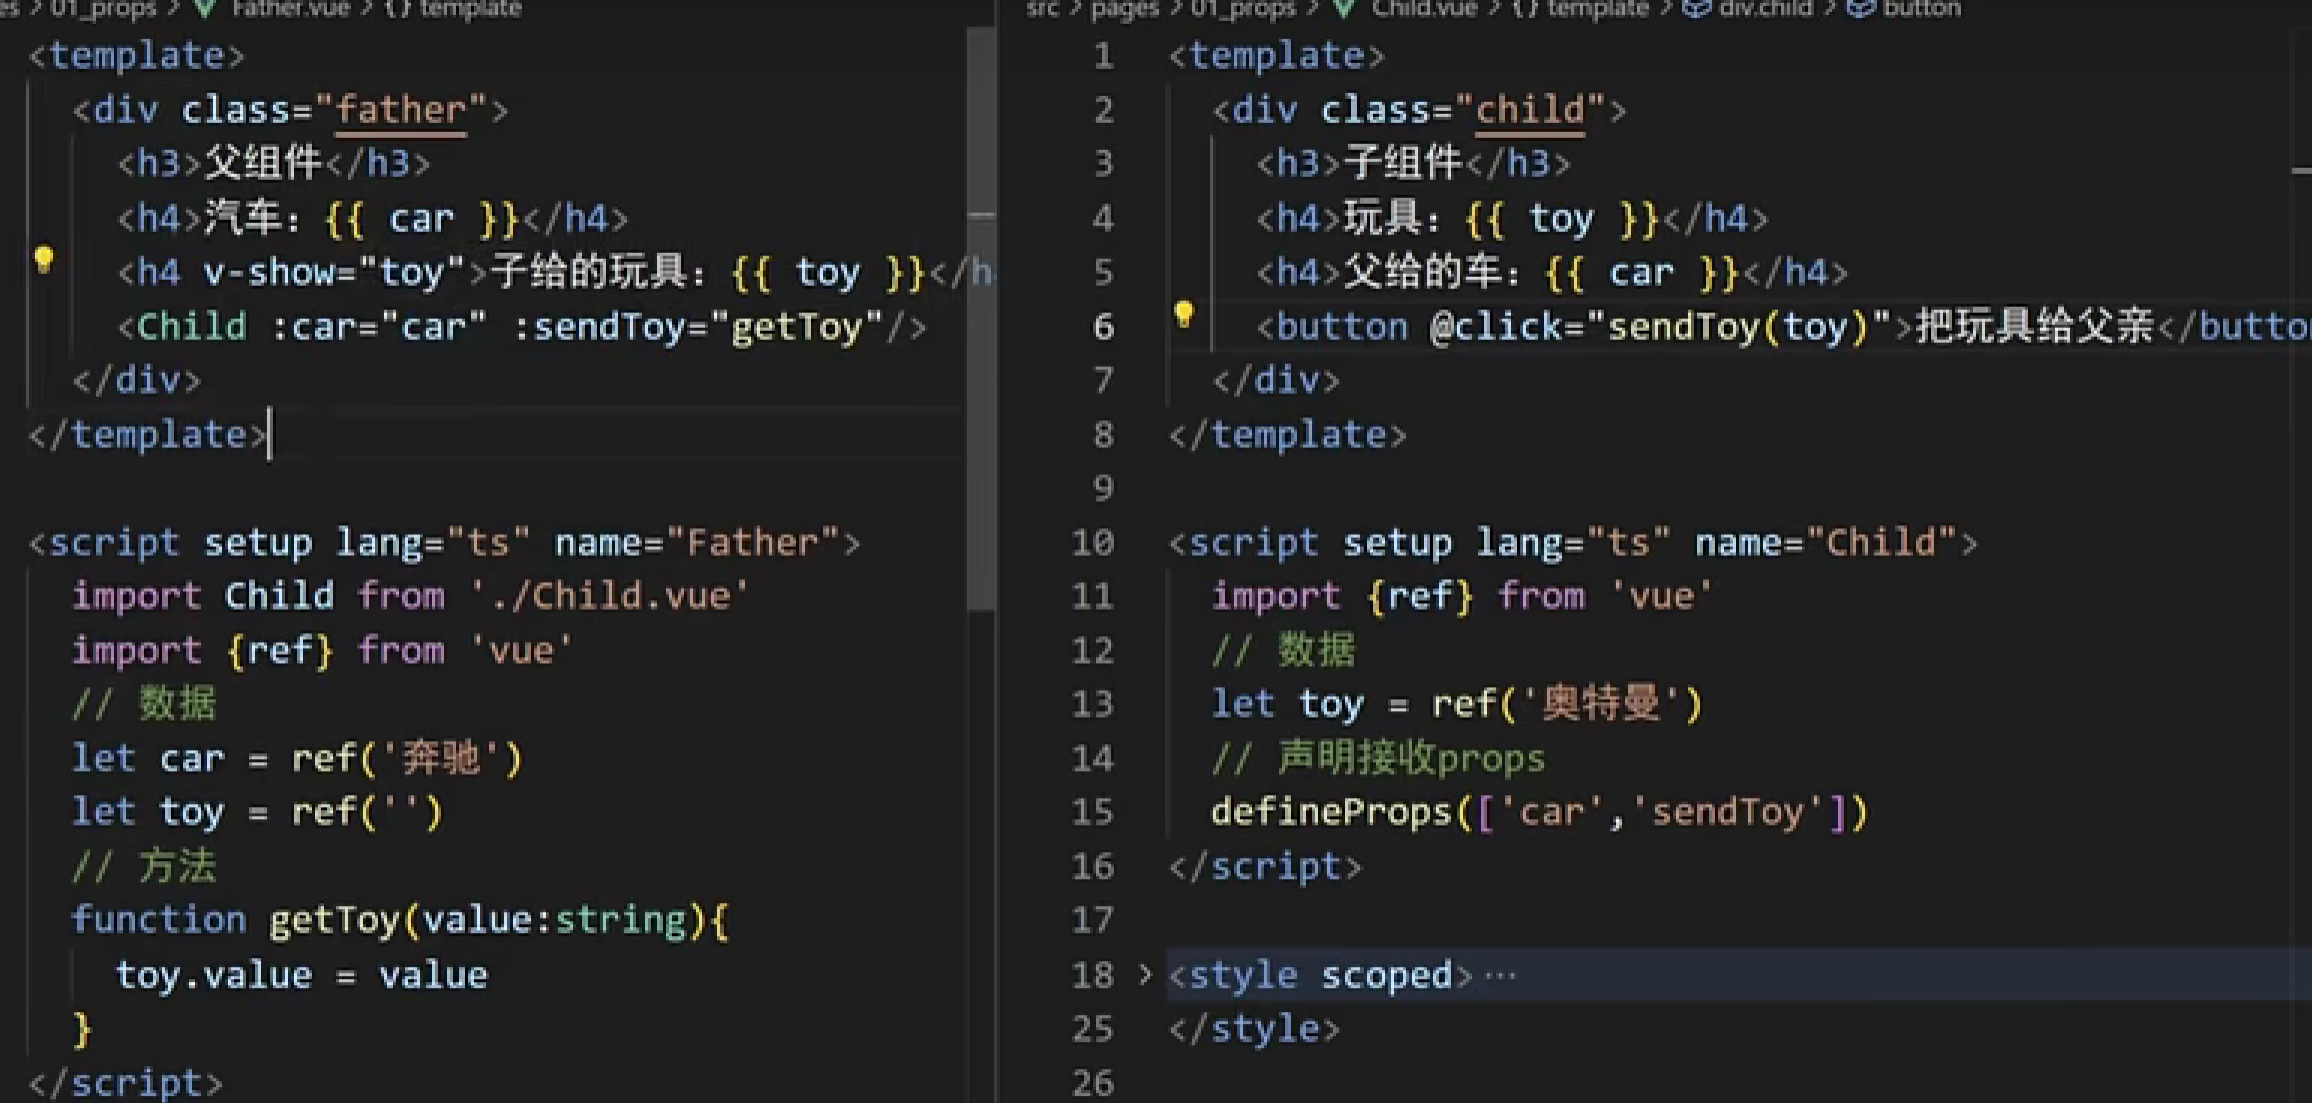 es > 01_props > Father.vue > {} template
<template>
<div class="father">
<h3>父组件</h3>
<h4>汽车：{{ car }}</h4>
<h4 v-show="toy">子给的玩具：{{ toy }}</h
<Child :car="car" :sendToy="getToy"/>
</div>
</template>
<script setup lang="ts" name="Father">
import Child from './Child.vue'
import {ref} from 'vue'
// 数据
let car = ref('奔驰')
let toy = ref('')
// 方法
function getToy(value:string){
toy.value = value
}
</script>
src > pages > 01_props > Child.vue > {} template > div.child > button
1 <template>
2 <div class="child">
3 <h3>子组件</h3>
4 <h4>玩具：{{ toy }}</h4>
5 <h4>父给的车：{{ car }}</h4>
6 <button @click="sendToy(toy)">把玩具给父亲</button
7 </div>
8 </template>
9
10 <script setup lang="ts" name="Child">
11 import {ref} from 'vue'
12 // 数据
13 let toy = ref('奥特曼')
14 // 声明接收props
15 defineProps(['car','sendToy'])
16 </script>
17
18 > <style scoped>···
25 </style>
26